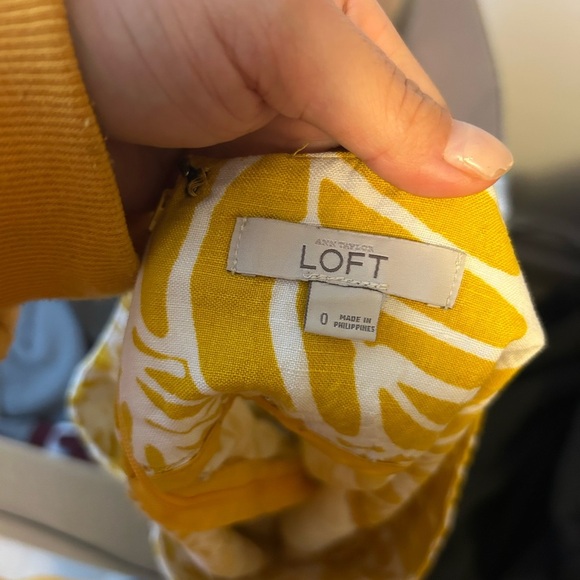 ANN TAYLOR
LOFT
0
MADE IN
PHILIPPINES